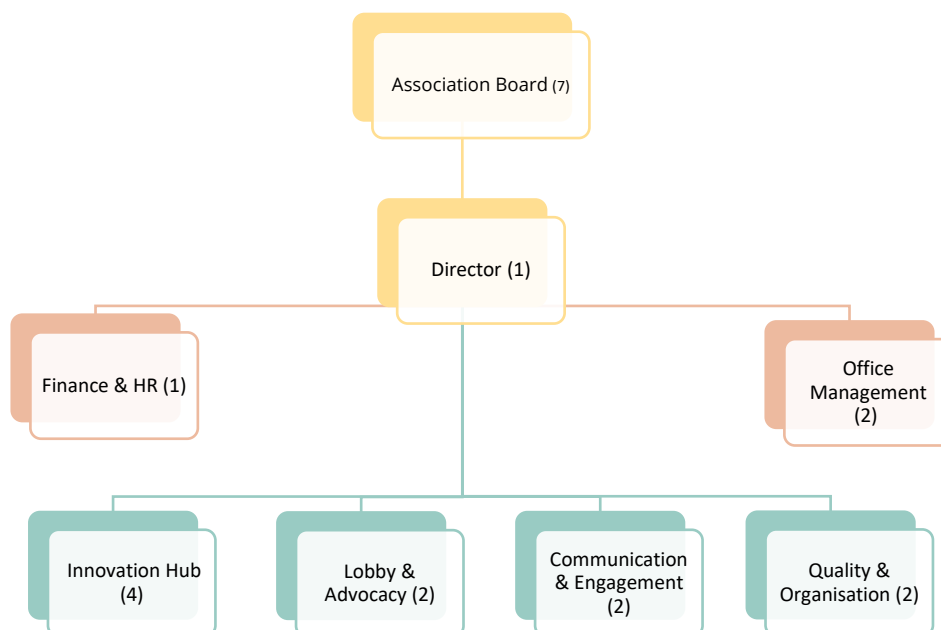 Association Board (7)
Director (1)
Finance & HR (1)
Office
Management
(2)
Innovation Hub
(4)
Lobby &
Advocacy (2)
Communication
& Engagement
(2)
Quality &
Organisation (2)